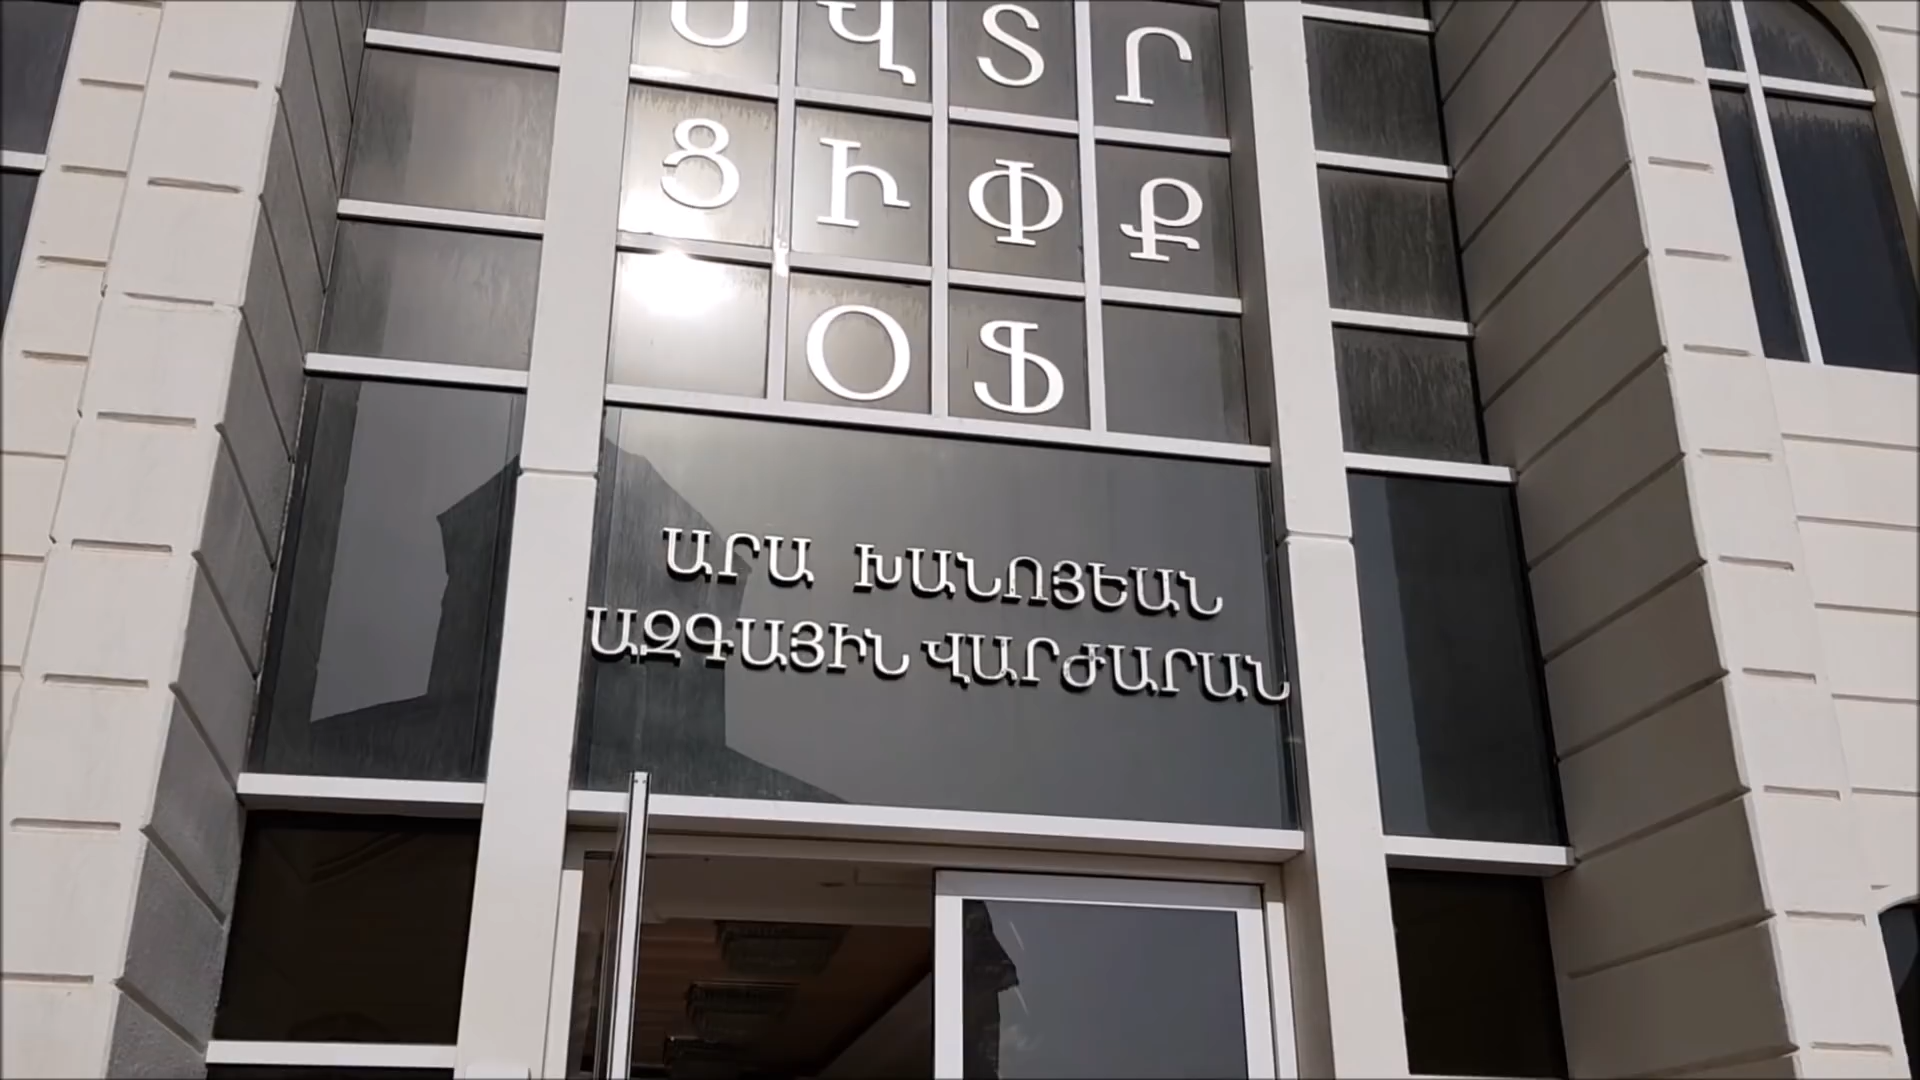 Ս Վ Տ Ր
Ց Ւ Փ Ք
Օ Ֆ
ԱՐԱ ԽԱՆՈՅԵԱՆ
ԱԶԳԱՅԻՆ ՎԱՐԺԱՐԱՆ